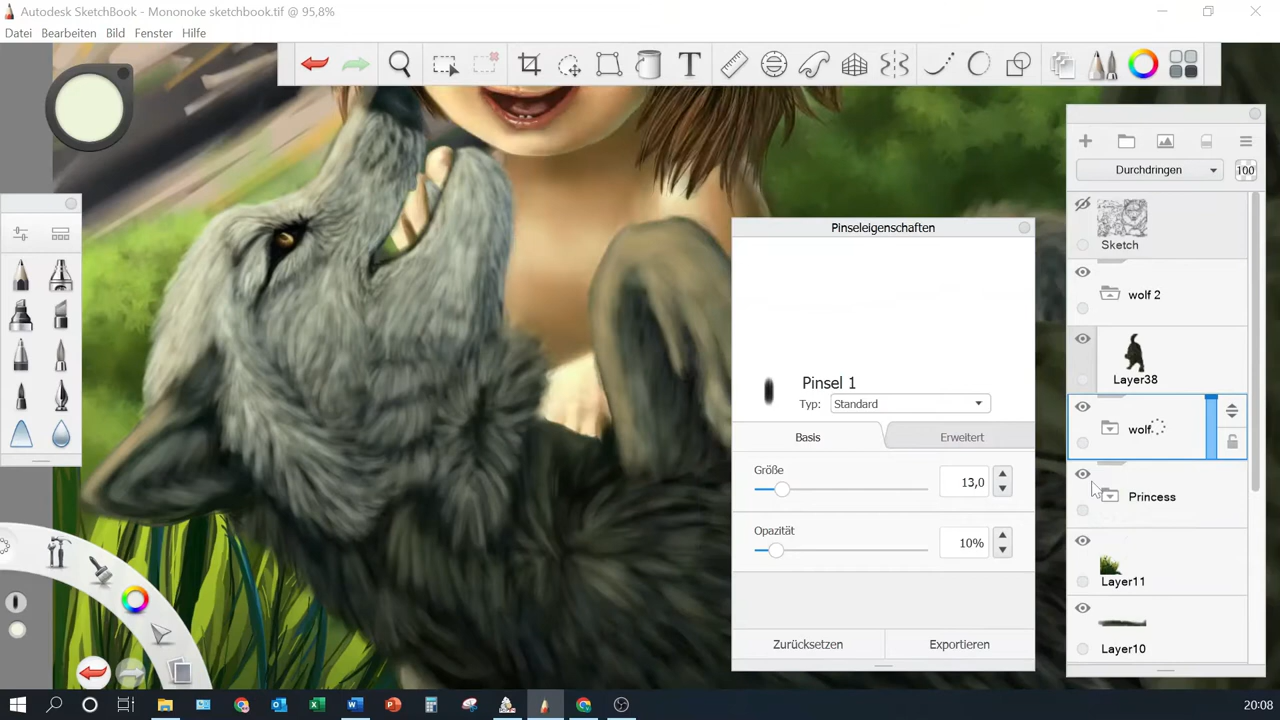 Autodesk SketchBook - Mononoke sketchbook.tif @ 95,8%
Datei Bearbeiten Bild Fenster Hilfe
T
Durchdringen 100
Sketch
wolf 2
Layer38
wolf
Princess
Layer11
Layer10
Pinseleigenschaften
Pinsel 1
Typ: Standard
Basis Erweitert
Größe 13,0
Opazität 10%
Zurücksetzen Exportieren
20:08